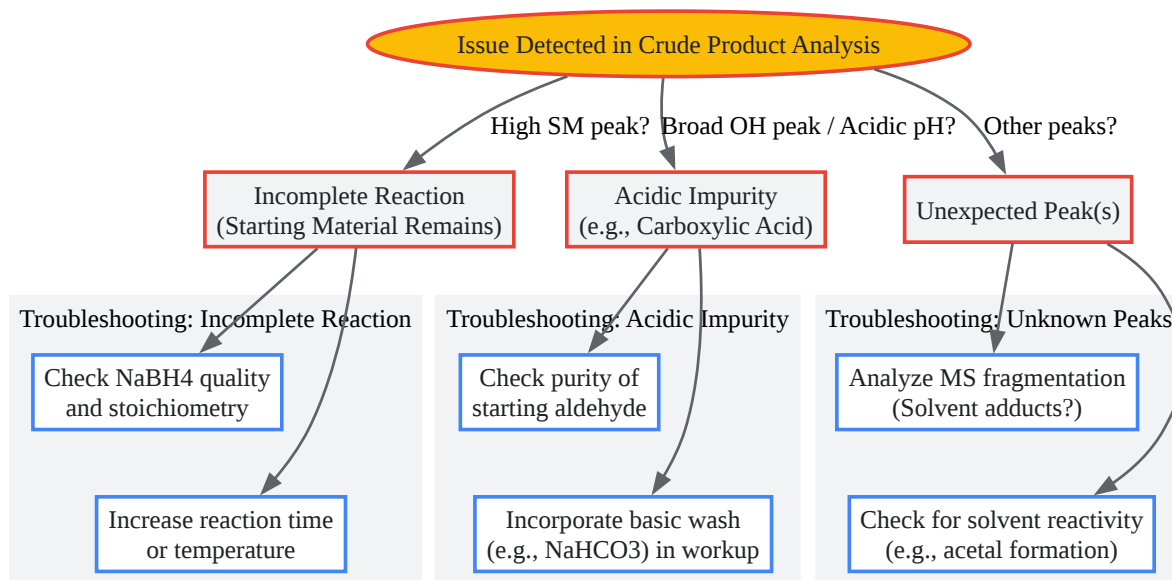 Issue Detected in Crude Product Analysis
High SM peak?
Broad OH peak / Acidic pH?
Other peaks?
Incomplete Reaction
(Starting Material Remains)
Acidic Impurity
(e.g., Carboxylic Acid)
Unexpected Peak(s)
Troubleshooting: Incomplete Reaction
Troubleshooting: Acidic Impurity
Troubleshooting: Unknown Peaks
Check NaBH4 quality
and stoichiometry
Check purity of
starting aldehyde
Analyze MS fragmentation
(Solvent adducts?)
Increase reaction time
or temperature
Incorporate basic wash
(e.g., NaHCO3) in workup
Check for solvent reactivity
(e.g., acetal formation)